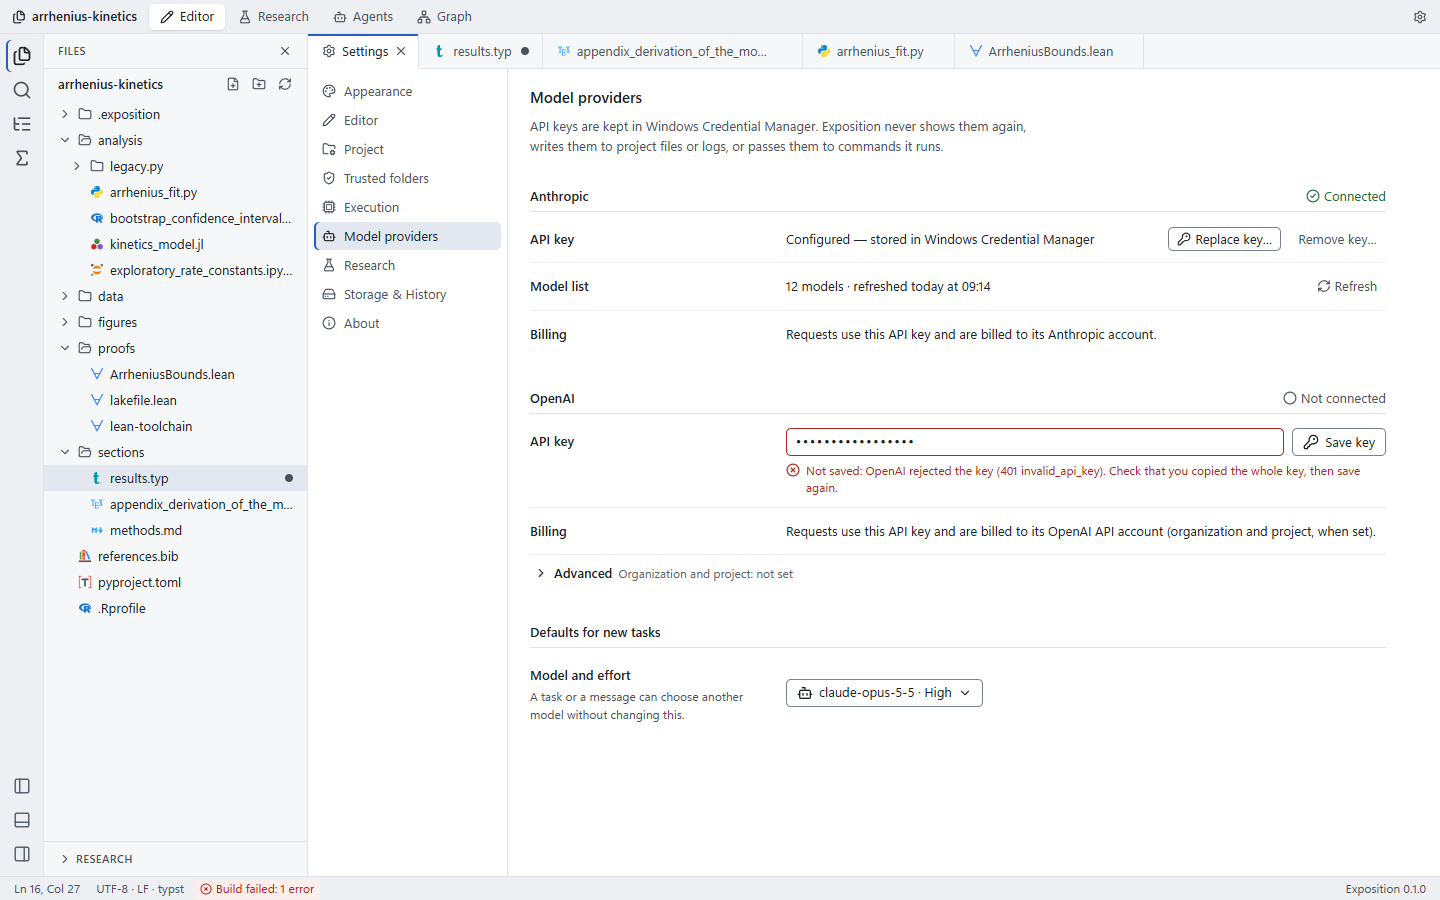 arrhenius-kinetics
Editor
Research
Agents
Graph
FILES
Settings
results.typ
appendix_derivation_of_the_mo...
arrhenius_fit.py
ArrheniusBounds.lean
arrhenius-kinetics
.exposition
analysis
legacy.py
arrhenius_fit.py
bootstrap_confidence_interval...
kinetics_model.jl
exploratory_rate_constants.ipy...
data
figures
proofs
ArrheniusBounds.lean
lakefile.lean
lean-toolchain
sections
results.typ
appendix_derivation_of_the_m...
methods.md
references.bib
pyproject.toml
.Rprofile
RESEARCH
Appearance
Editor
Project
Trusted folders
Execution
Model providers
Research
Storage & History
About
Model providers
API keys are kept in Windows Credential Manager. Exposition never shows them again,
writes them to project files or logs, or passes them to commands it runs.
Anthropic
Connected
API key
Configured — stored in Windows Credential Manager
Replace key...
Remove key...
Model list
12 models · refreshed today at 09:14
Refresh
Billing
Requests use this API key and are billed to its Anthropic account.
OpenAI
Not connected
API key
•••••••••••••••••
Save key
Not saved: OpenAI rejected the key (401 invalid_api_key). Check that you copied the whole key, then save
again.
Billing
Requests use this API key and are billed to its OpenAI API account (organization and project, when set).
Advanced Organization and project: not set
Defaults for new tasks
Model and effort
A task or a message can choose another
model without changing this.
claude-opus-5-5 · High
Ln 16, Col 27
UTF-8 · LF · typst
Build failed: 1 error
Exposition 0.1.0